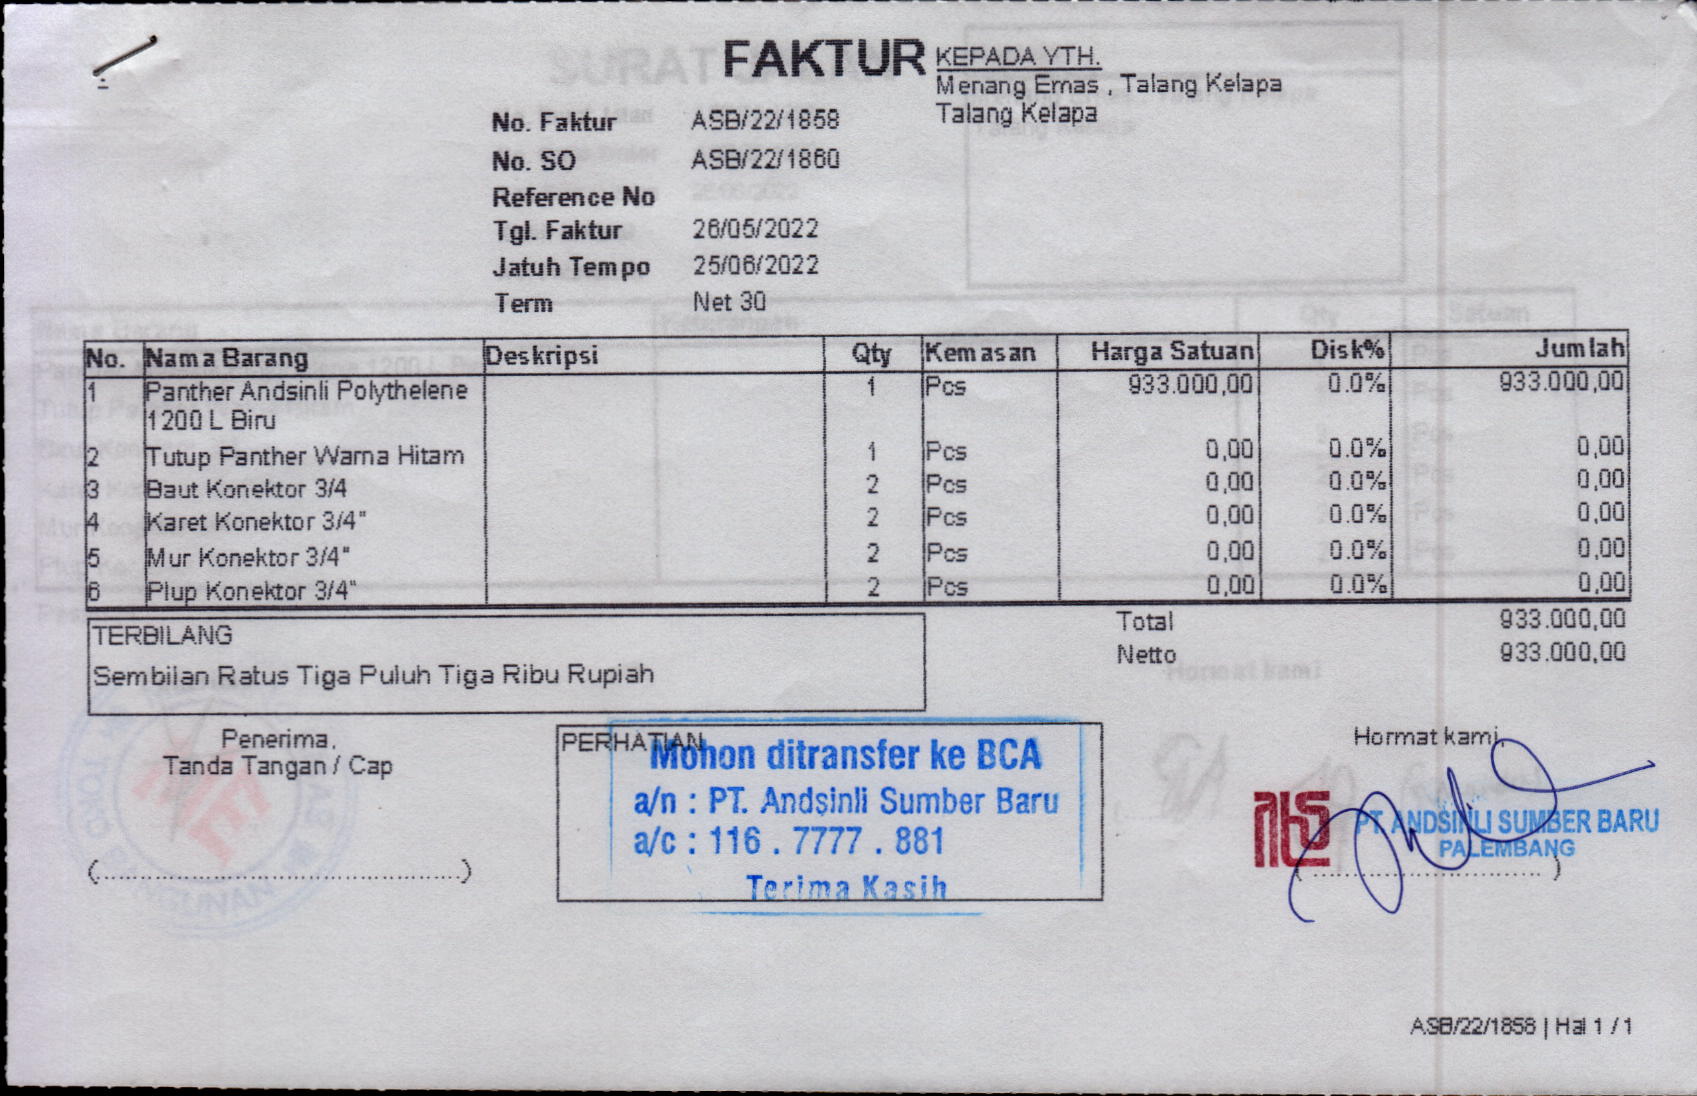 FAKTUR
KEPADA YTH.
Menang Emas , Talang Kelapa
Talang Kelapa
No. Faktur ASB/22/1858
No. SO ASB/22/1860
Reference No
Tgl. Faktur 26/05/2022
Jatuh Tempo 25/06/2022
Term Net 30
No. Nama Barang Deskripsi Qty Kemasan Harga Satuan Disk% Jumlah
1 Panther Andsinli Polythelene 1 Pcs 933.000,00 0.0% 933.000,00
1200 L Biru
2 Tutup Panther Warna Hitam 1 Pcs 0,00 0.0% 0,00
3 Baut Konektor 3/4 2 Pcs 0,00 0.0% 0,00
4 Karet Konektor 3/4" 2 Pcs 0,00 0.0% 0,00
5 Mur Konektor 3/4" 2 Pcs 0,00 0.0% 0,00
6 Plup Konektor 3/4" 2 Pcs 0,00 0.0% 0,00
Total 933.000,00
Netto 933.000,00
TERBILANG
Sembilan Ratus Tiga Puluh Tiga Ribu Rupiah
Penerima,
Tanda Tangan / Cap
(........................................)
PERHATIAN
Mohon ditransfer ke BCA
a/n : PT. Andsinli Sumber Baru
a/c : 116 . 7777 . 881
Terima Kasih
Hormat kami,
PT ANDSINLI SUMBER BARU
PALEMBANG
ASB/22/1858 | Hal 1 / 1